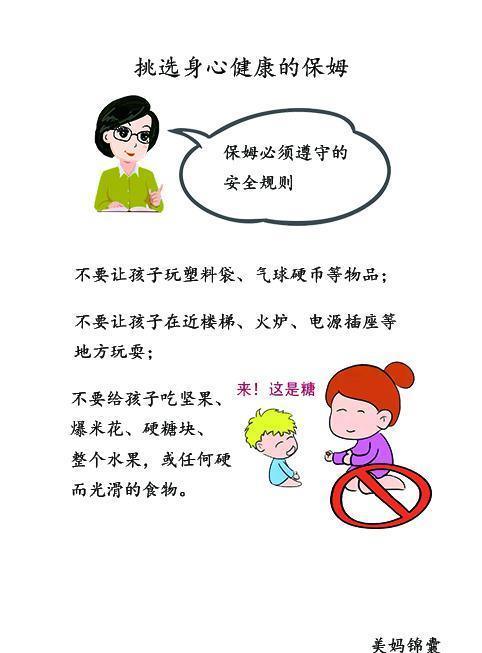 挑选身心健康的保姆
保姆必须遵守的
安全规则
不要让孩子玩塑料袋、气球硬币等物品；
不要让孩子在近楼梯、火炉、电源插座等
地方玩耍；
来！这是糖
不要给孩子吃坚果、
爆米花、硬糖块、
整个水果，或任何硬
而光滑的食物。
美妈锦囊